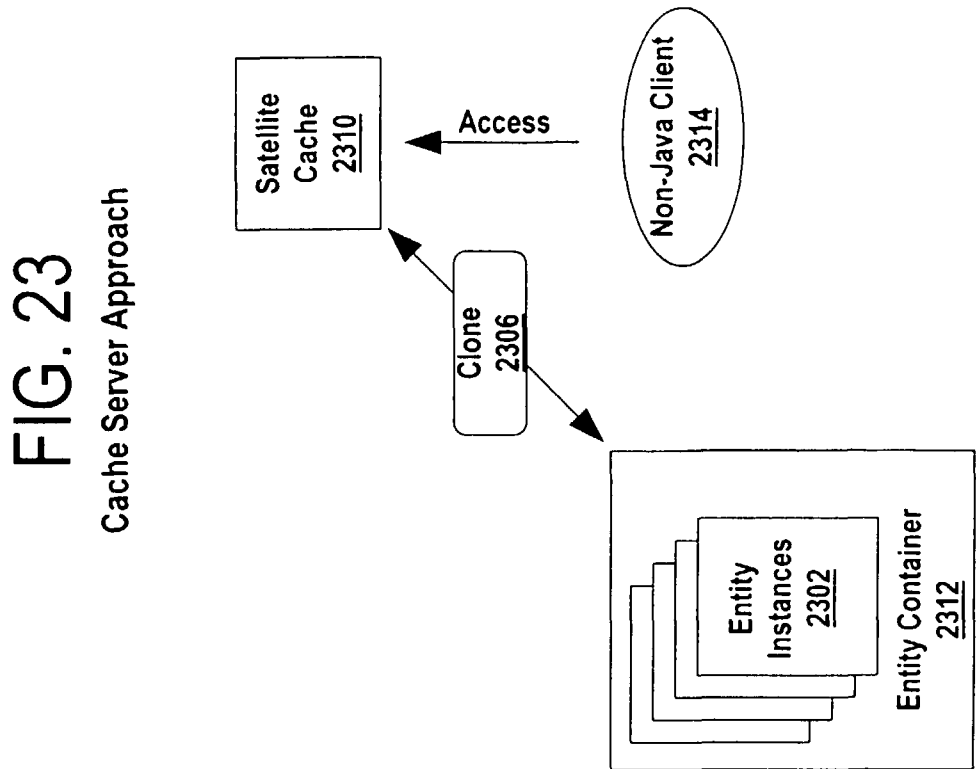 FIG. 23
Cache Server Approach
Satellite
Cache
2310
Access
Non-Java Client
2314
Clone
2306
Entity
Instances
2302
Entity Container
2312